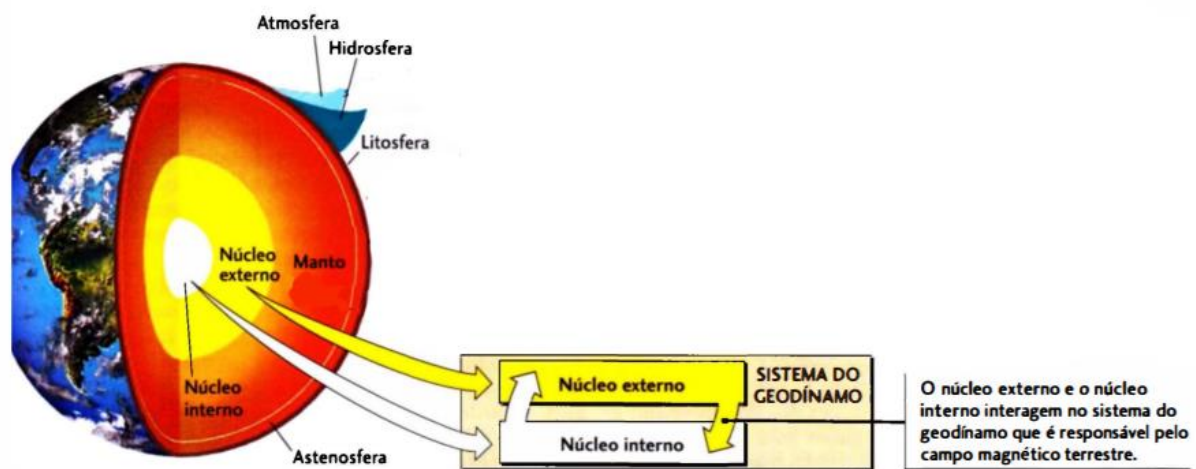 Atmosfera
Hidrosfera
Litosfera
Núcleo
externo
Manto
Núcleo
interno
Astenosfera
Núcleo externo
SISTEMA DO
GEODÍNAMO
Núcleo interno
O núcleo externo e o núcleo
interno interagem no sistema do
geodínamo que é responsável pelo
campo magnético terrestre.